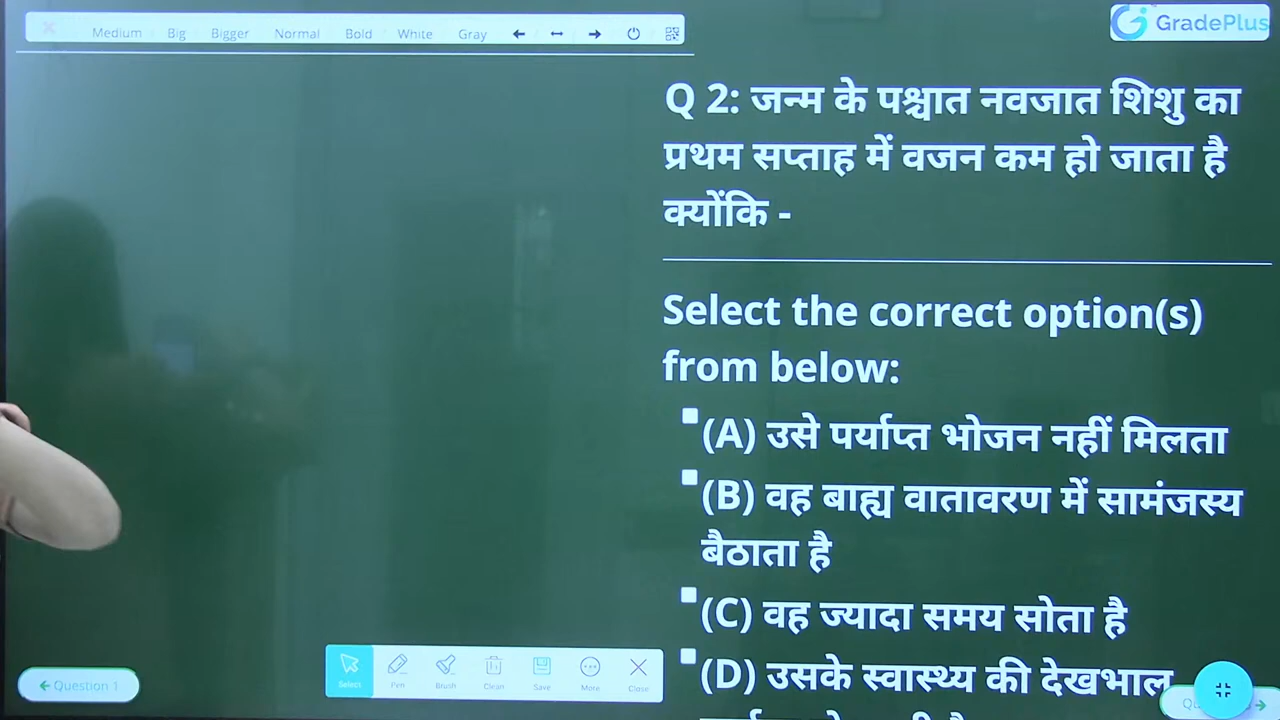 Medium Big Bigger Normal Bold White Gray
GradePlus
Q 2: जन्म के पश्चात नवजात शिशु का
प्रथम सप्ताह में वजन कम हो जाता है
क्योंकि -
Select the correct option(s)
from below:
(A) उसे पर्याप्त भोजन नहीं मिलता
(B) वह बाह्य वातावरण में सामंजस्य
बैठाता है
(C) वह ज्यादा समय सोता है
(D) उसके स्वास्थ्य की देखभाल
Question 1
Select Pen Brush Clean Save More Close